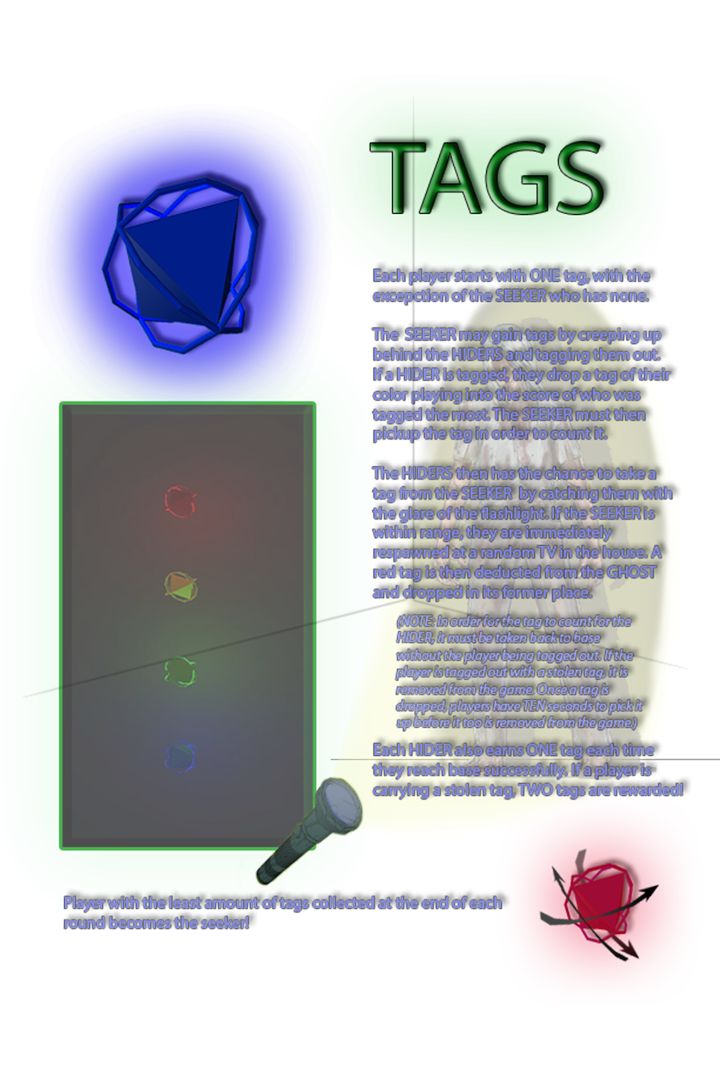 TAGS
Each player starts with ONE tag, with the
excepction of the SEEKER who has none.
The SEEKER may gain tags by creeping up
behind the HIDERS and tagging them out.
If a HIDER is tagged, they drop a tag of their
color playing into the score of who was
tagged the most. The SEEKER must then
pickup the tag in order to count it.
The HIDERS then has the chance to take a
tag from the SEEKER by catching them with
the glare of the flashlight. If the SEEKER is
within range, they are immediately
respawned at a random TV in the house. A
red tag is then deducted from the GHOST
and dropped in its former place.
(NOTE: In order for the tag to count for the
HIDER, it must be taken back to base
without the player being tagged out. If the
player is tagged out with a stolen tag, it is
removed from the game. Once a tag is
dropped, players have TEN seconds to pick it
up before it too is removed from the game.)
Each HIDER also earns ONE tag each time
they reach base successfully. If a player is
carrying a stolen tag, TWO tags are rewarded!
Player with the least amount of tags collected at the end of each
round becomes the seeker!